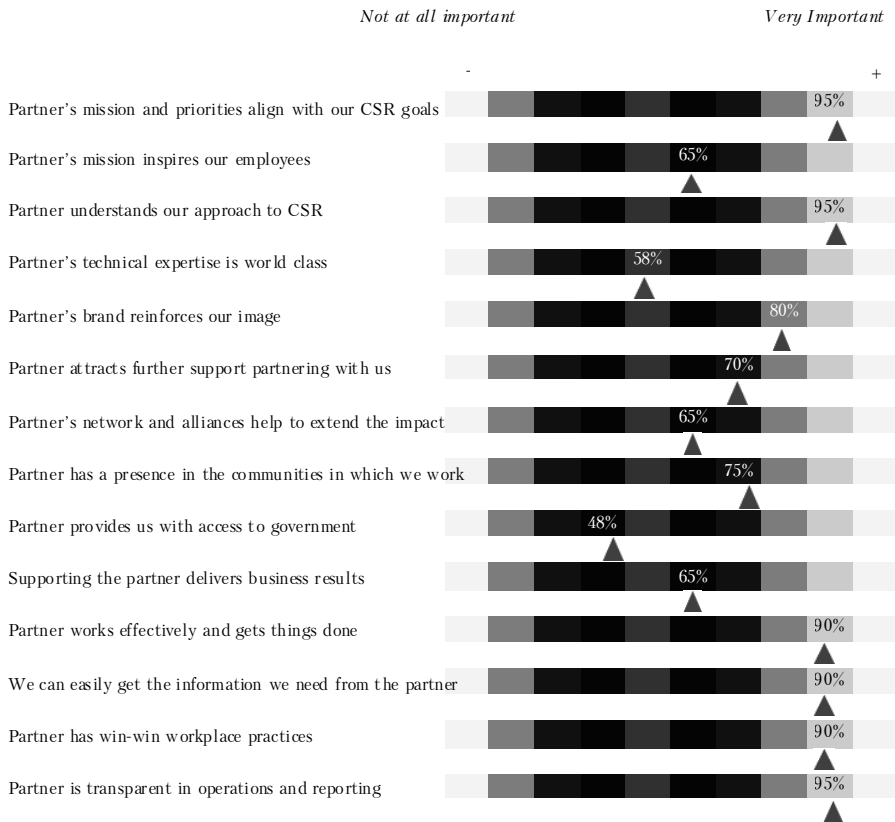 Not at all important Very Important
- +
Partner's mission and priorities align with our CSR goals 95%
Partner's mission inspires our employees 65%
Partner understands our approach to CSR 95%
Partner's technical expertise is world class 58%
Partner's brand reinforces our image 80%
Partner attracts further support partnering with us 70%
Partner's network and alliances help to extend the impact 65%
Partner has a presence in the communities in which we work 75%
Partner provides us with access to government 48%
Supporting the partner delivers business results 65%
Partner works effectively and gets things done 90%
We can easily get the information we need from the partner 90%
Partner has win-win workplace practices 90%
Partner is transparent in operations and reporting 95%